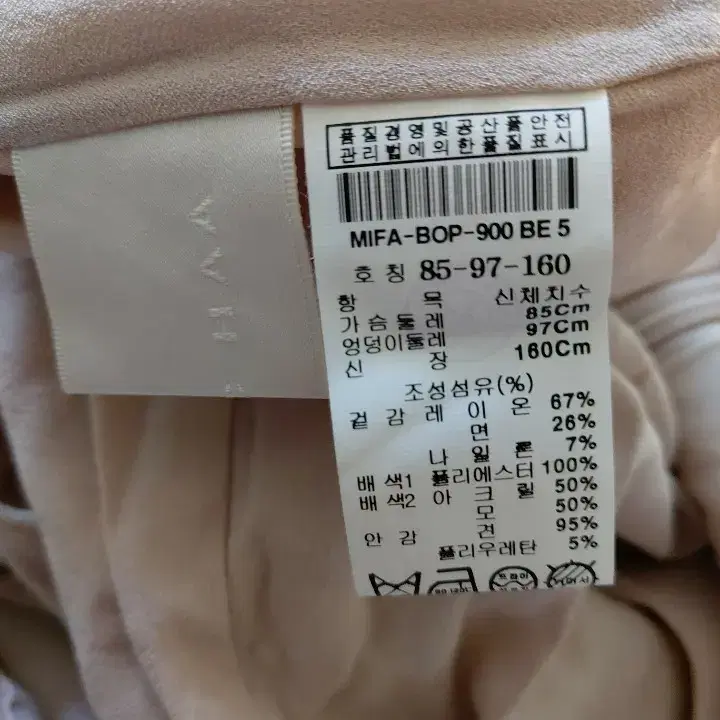 품질경영및공산품안전
관리법에의한품질표시
MIFA-BOP-900 BE 5
호칭 85-97-160
항 목 신체치수
가슴둘레 85Cm
엉덩이둘레 97Cm
신 장 160Cm
조성섬유(%)
겉감 레이온 67%
면 26%
나일론 7%
배색1 폴리에스터 100%
배색2 아크릴 50%
모 50%
안감 견 95%
폴리우레탄 5%
드라이